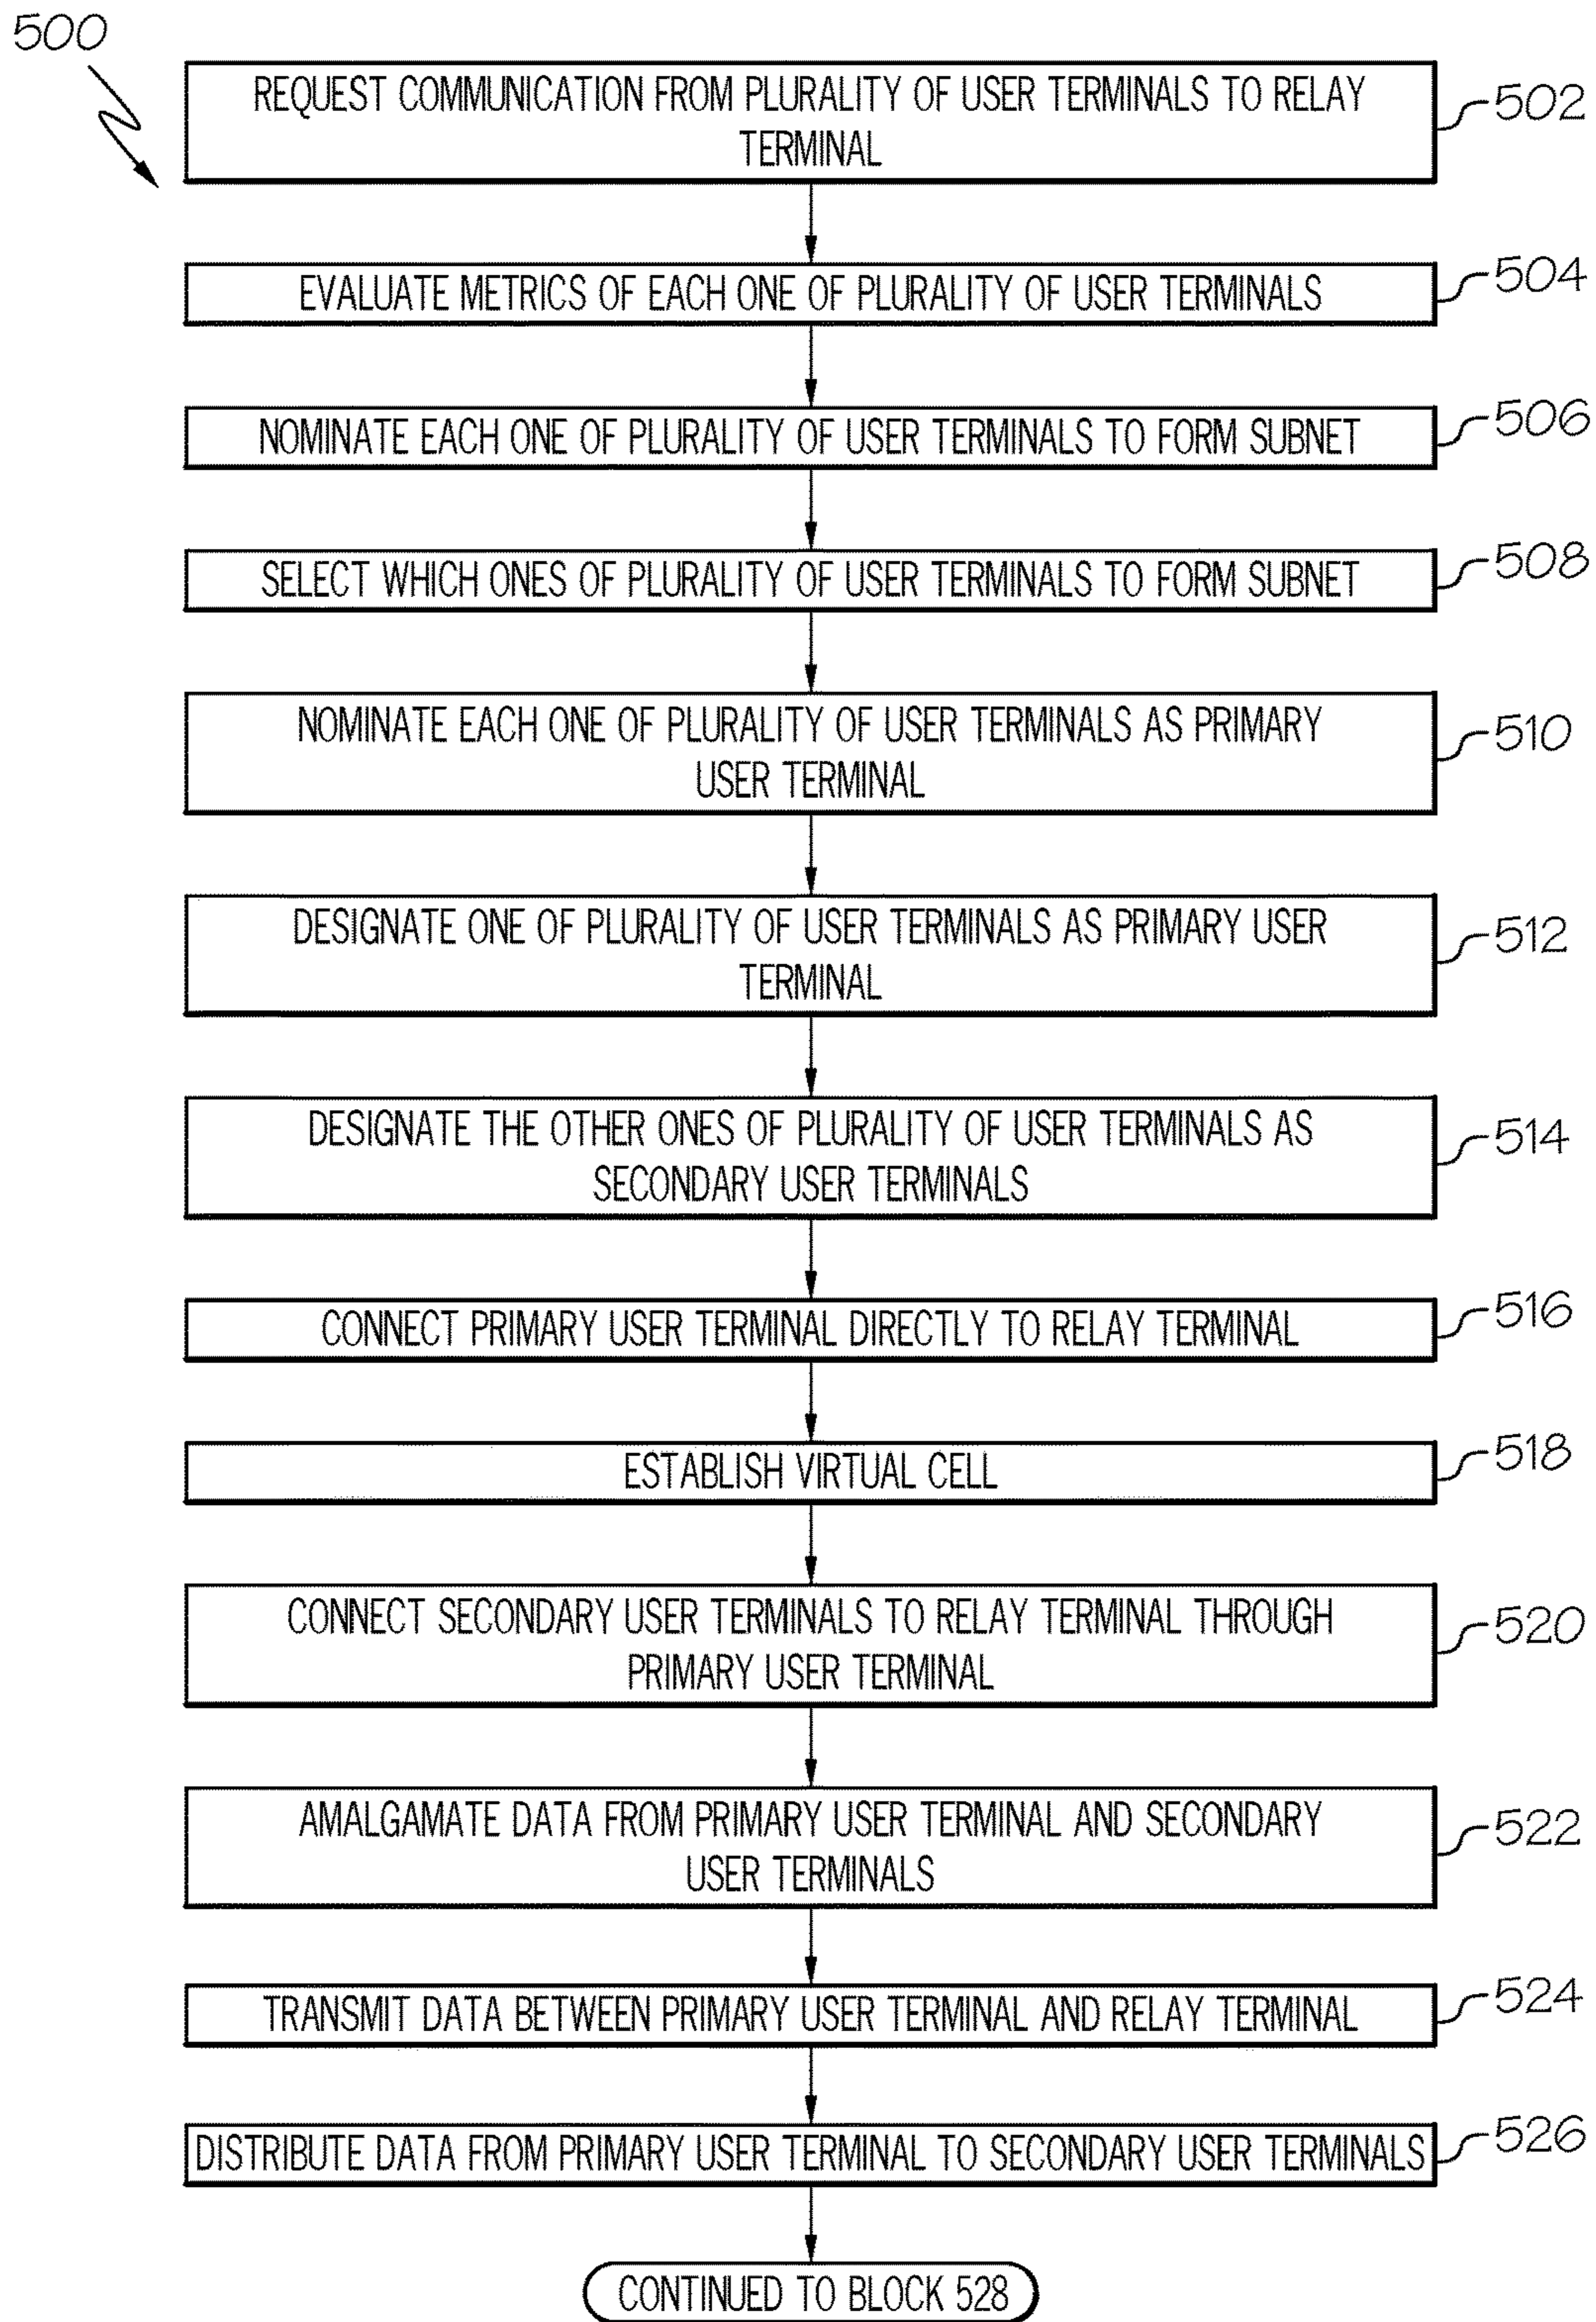 500
REQUEST COMMUNICATION FROM PLURALITY OF USER TERMINALS TO RELAY
TERMINAL
502
EVALUATE METRICS OF EACH ONE OF PLURALITY OF USER TERMINALS
504
NOMINATE EACH ONE OF PLURALITY OF USER TERMINALS TO FORM SUBNET
506
SELECT WHICH ONES OF PLURALITY OF USER TERMINALS TO FORM SUBNET
508
NOMINATE EACH ONE OF PLURALITY OF USER TERMINALS AS PRIMARY
USER TERMINAL
510
DESIGNATE ONE OF PLURALITY OF USER TERMINALS AS PRIMARY USER
TERMINAL
512
DESIGNATE THE OTHER ONES OF PLURALITY OF USER TERMINALS AS
SECONDARY USER TERMINALS
514
CONNECT PRIMARY USER TERMINAL DIRECTLY TO RELAY TERMINAL
516
ESTABLISH VIRTUAL CELL
518
CONNECT SECONDARY USER TERMINALS TO RELAY TERMINAL THROUGH
PRIMARY USER TERMINAL
520
AMALGAMATE DATA FROM PRIMARY USER TERMINAL AND SECONDARY
USER TERMINALS
522
TRANSMIT DATA BETWEEN PRIMARY USER TERMINAL AND RELAY TERMINAL
524
DISTRIBUTE DATA FROM PRIMARY USER TERMINAL TO SECONDARY USER TERMINALS
526
CONTINUED TO BLOCK 528